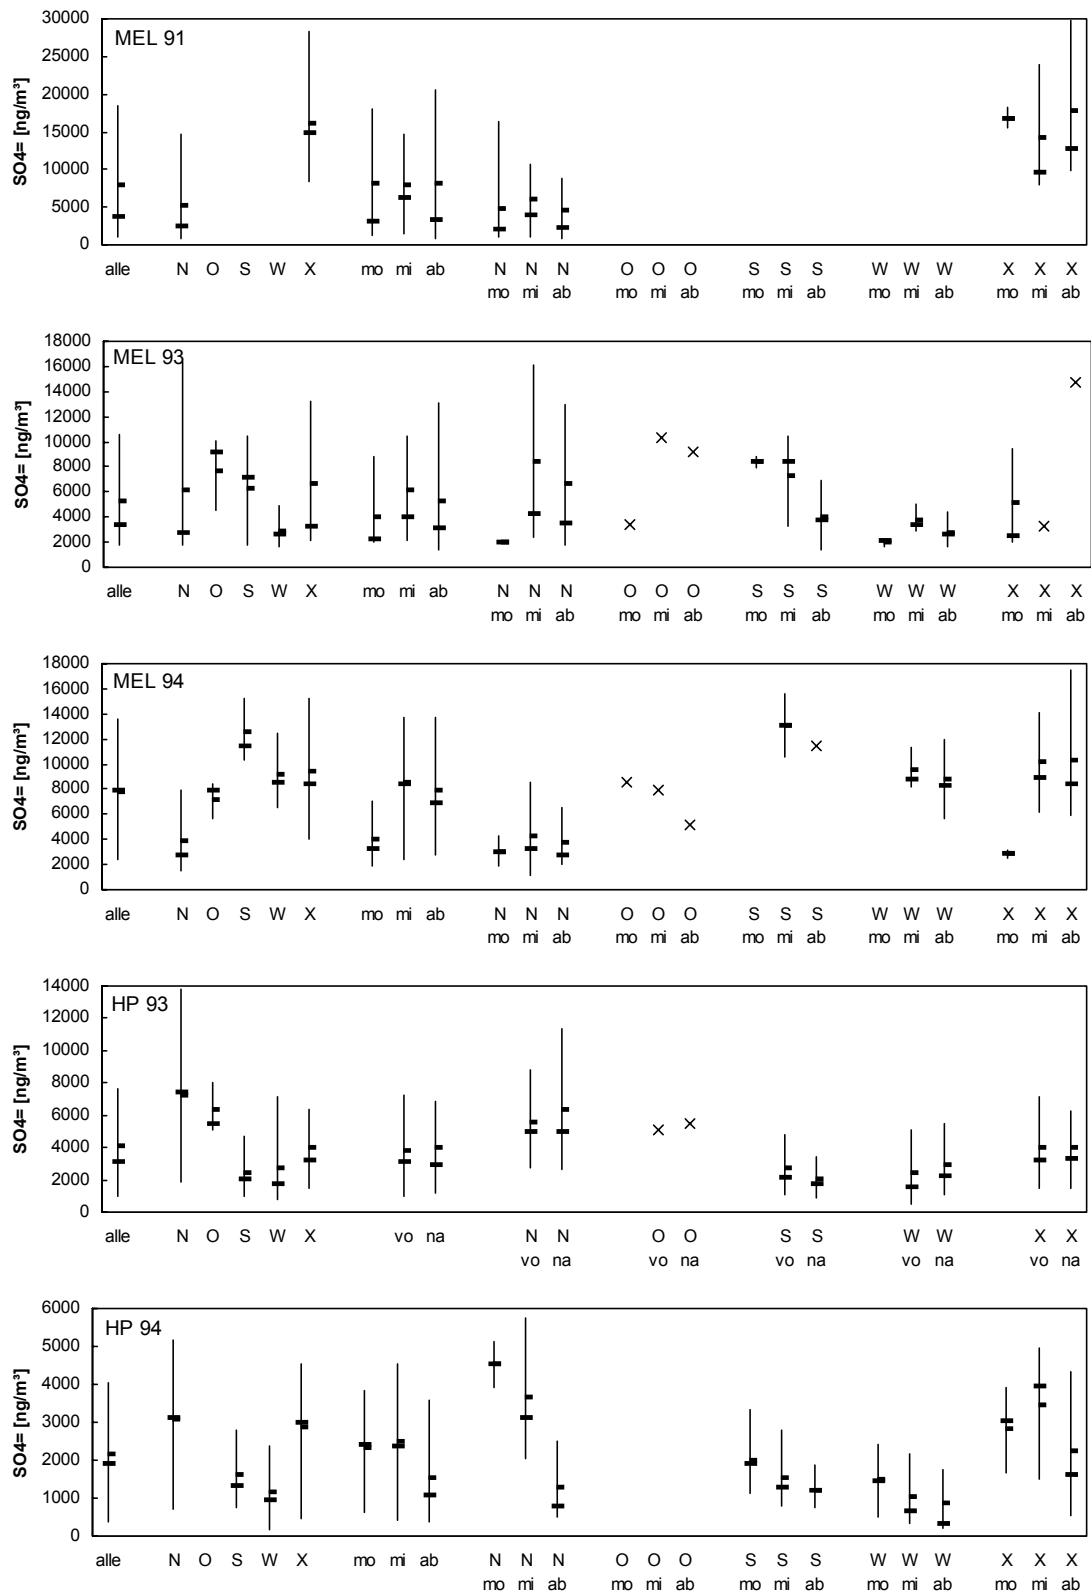 30000
MEL 91
25000
20000
15000
10000
5000
0
SO4= [ng/m³]
alle N O S W X mo mi ab N N N O O O S S S W W W X X X
mo mi ab mo mi ab mo mi ab mo mi ab mo mi ab
18000
MEL 93
16000
14000
12000
10000
8000
6000
4000
2000
0
SO4= [ng/m³]
alle N O S W X mo mi ab N N N O O O S S S W W W X X X
mo mi ab mo mi ab mo mi ab mo mi ab mo mi ab
18000
MEL 94
16000
14000
12000
10000
8000
6000
4000
2000
0
SO4= [ng/m³]
alle N O S W X mo mi ab N N N O O O S S S W W W X X X
mo mi ab mo mi ab mo mi ab mo mi ab mo mi ab
14000
HP 93
12000
10000
8000
6000
4000
2000
0
SO4= [ng/m³]
alle N O S W X vo na N N O O S S W W X X
vo na vo na vo na vo na vo na
6000
HP 94
5000
4000
3000
2000
1000
0
SO4= [ng/m³]
alle N O S W X mo mi ab N N N O O O S S S W W W X X X
mo mi ab mo mi ab mo mi ab mo mi ab mo mi ab